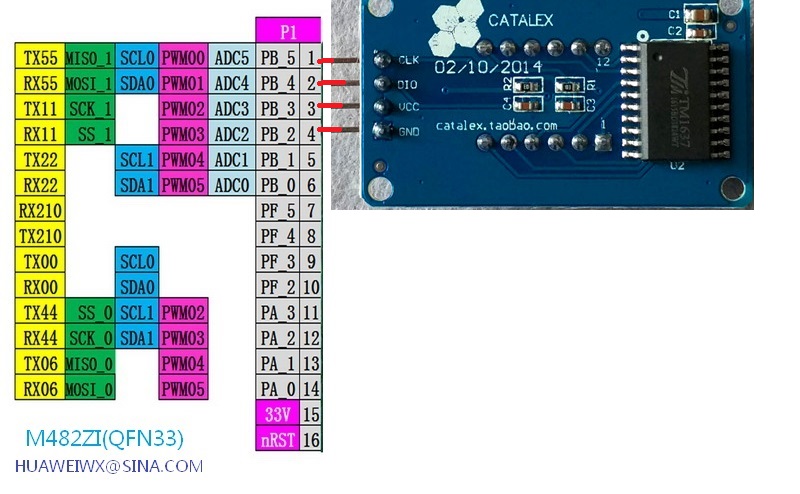 P1
TX55 MISO_1 SCL0 PWM00 ADC5 PB_5 1
RX55 MOSI_1 SDA0 PWM01 ADC4 PB_4 2
TX11 SCK_1 PWM02 ADC3 PB_3 3
RX11 SS_1 PWM03 ADC2 PB_2 4
TX22 SCL1 PWM04 ADC1 PB_1 5
RX22 SDA1 PWM05 ADC0 PB_0 6
RX210 PF_5 7
TX210 PF_4 8
TX00 SCL0 PF_3 9
RX00 SDA0 PF_2 10
TX44 SS_0 SCL1 PWM02 PA_3 11
RX44 SCK_0 SDA1 PWM03 PA_2 12
TX06 MISO_0 PWM04 PA_1 13
RX06 MOSI_0 PWM05 PA_0 14
33V 15
nRST 16
M482ZI(QFN33)
HUAWEIWX@SINA.COM
CATALEX
C1
C2
CLK
02/10/2014
12
DIO
R2
R1
VCC
C4
C3
GND
catalex.taobao.com
1
TM1637
U2